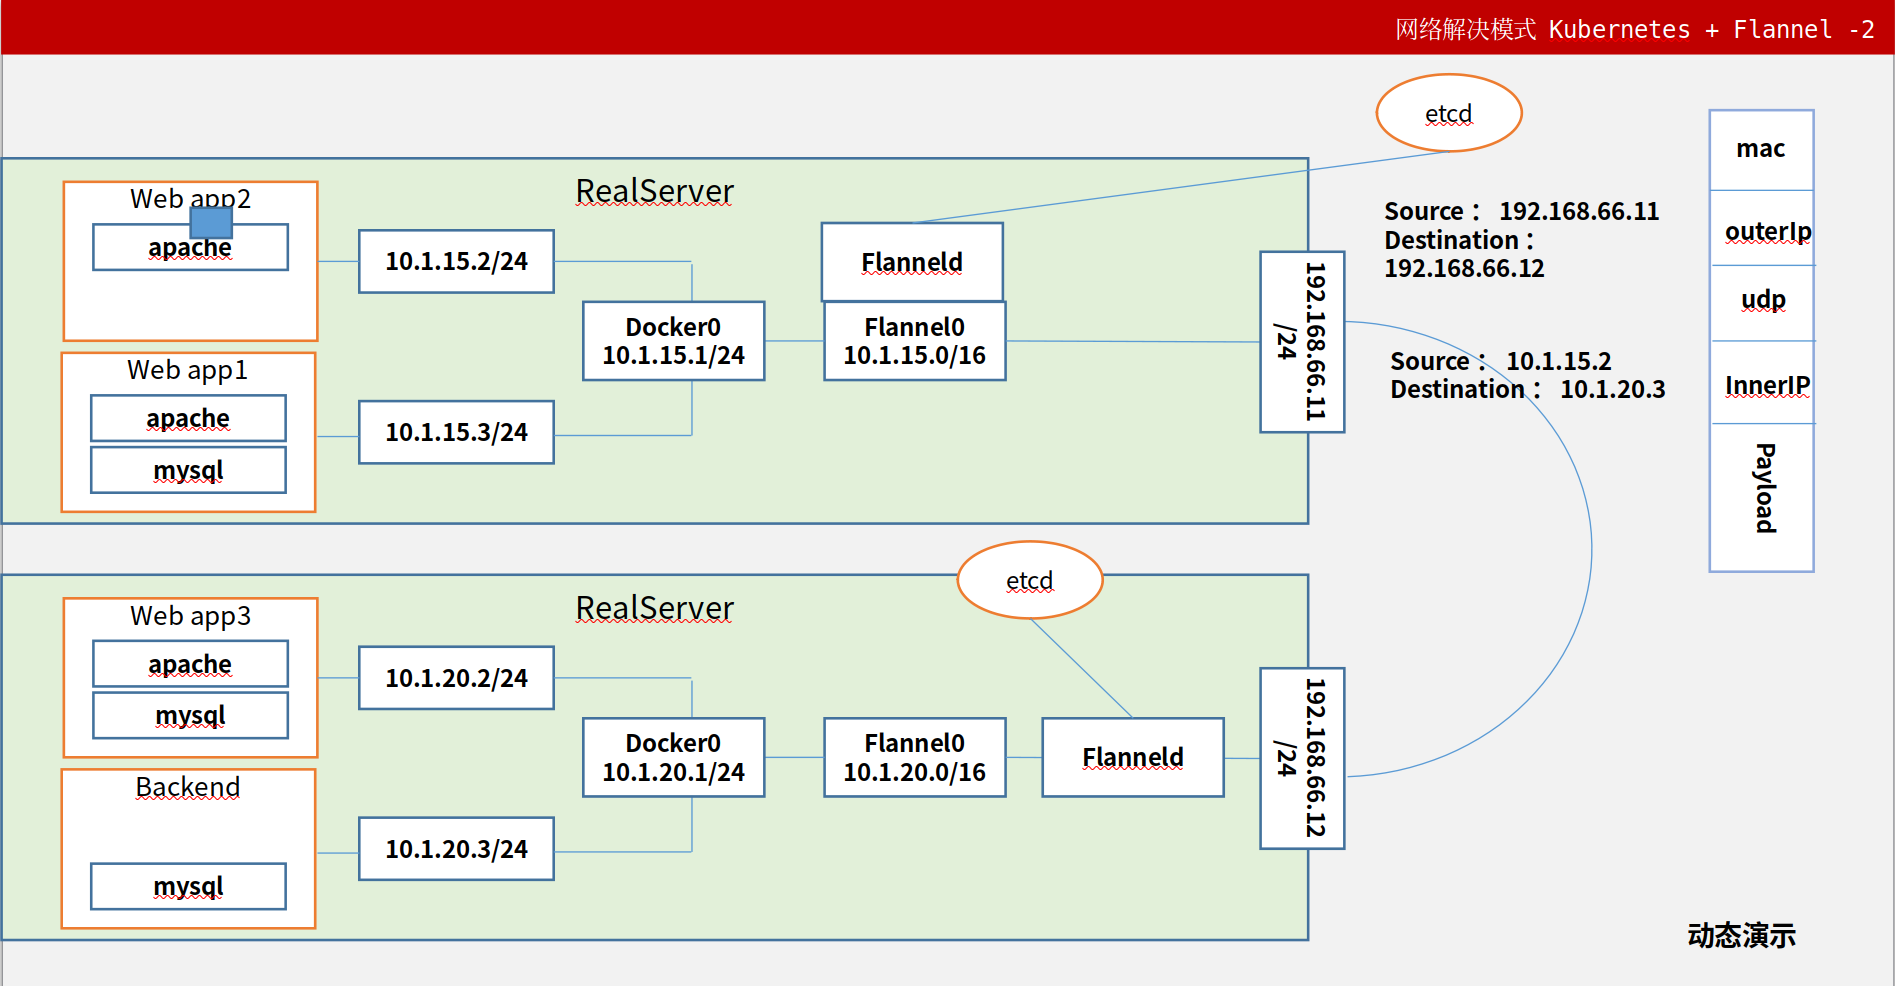 网络解决模式 Kubernetes + Flannel -2
etcd
RealServer
Web app2
apache
10.1.15.2/24
Flanneld
Docker0
10.1.15.1/24
Flannel0
10.1.15.0/16
192.168.66.11
/24
Web app1
apache
mysql
10.1.15.3/24
Source： 192.168.66.11
Destination：
192.168.66.12
Source： 10.1.15.2
Destination： 10.1.20.3
mac
outerIp
udp
InnerIP
Payload
etcd
RealServer
Web app3
apache
mysql
10.1.20.2/24
Docker0
10.1.20.1/24
Flannel0
10.1.20.0/16
Flanneld
192.168.66.12
/24
Backend
mysql
10.1.20.3/24
动态演示